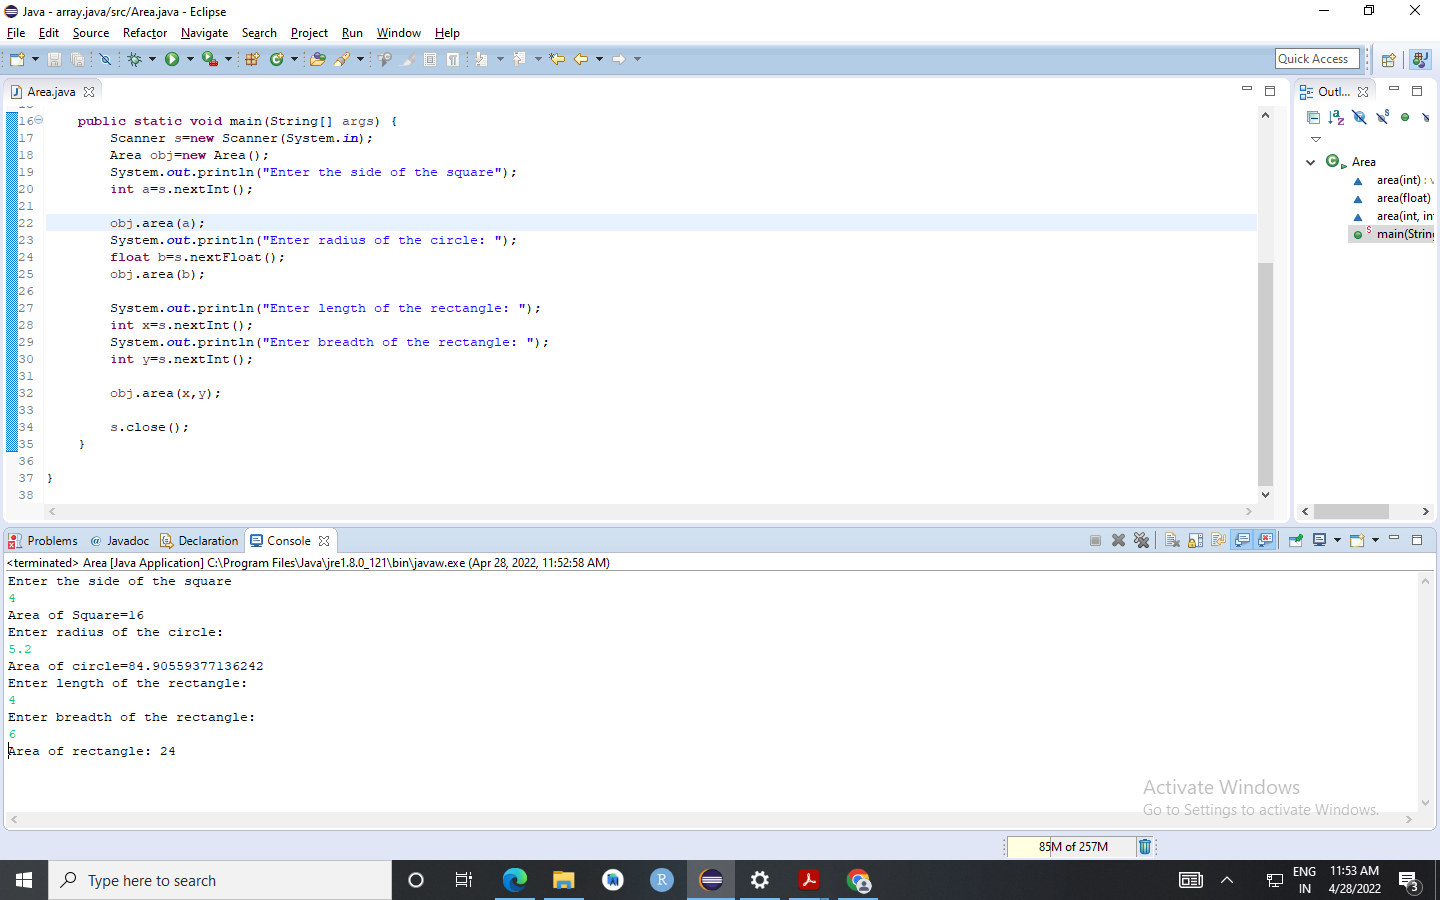 Java - array.java/src/Area.java - Eclipse
File Edit Source Refactor Navigate Search Project Run Window Help
Quick Access
Area.java
16 public static void main(String[] args) {
17 Scanner s=new Scanner(System.in);
18 Area obj=new Area();
19 System.out.println("Enter the side of the square");
20 int a=s.nextInt();
21
22 obj.area(a);
23 System.out.println("Enter radius of the circle: ");
24 float b=s.nextFloat();
25 obj.area(b);
26
27 System.out.println("Enter length of the rectangle: ");
28 int x=s.nextInt();
29 System.out.println("Enter breadth of the rectangle: ");
30 int y=s.nextInt();
31
32 obj.area(x,y);
33
34 s.close();
35 }
36
37 }
38
Outl...
Area
area(int) : v
area(float)
area(int, in
main(String
Problems @ Javadoc Declaration Console
<terminated> Area [Java Application] C:\Program Files\Java\jre1.8.0_121\bin\javaw.exe (Apr 28, 2022, 11:52:58 AM)
Enter the side of the square
4
Area of Square=16
Enter radius of the circle:
5.2
Area of circle=84.90559377136242
Enter length of the rectangle:
4
Enter breadth of the rectangle:
6
Area of rectangle: 24
Activate Windows
Go to Settings to activate Windows.
85M of 257M
Type here to search
R
ENG
IN
11:53 AM
4/28/2022
3